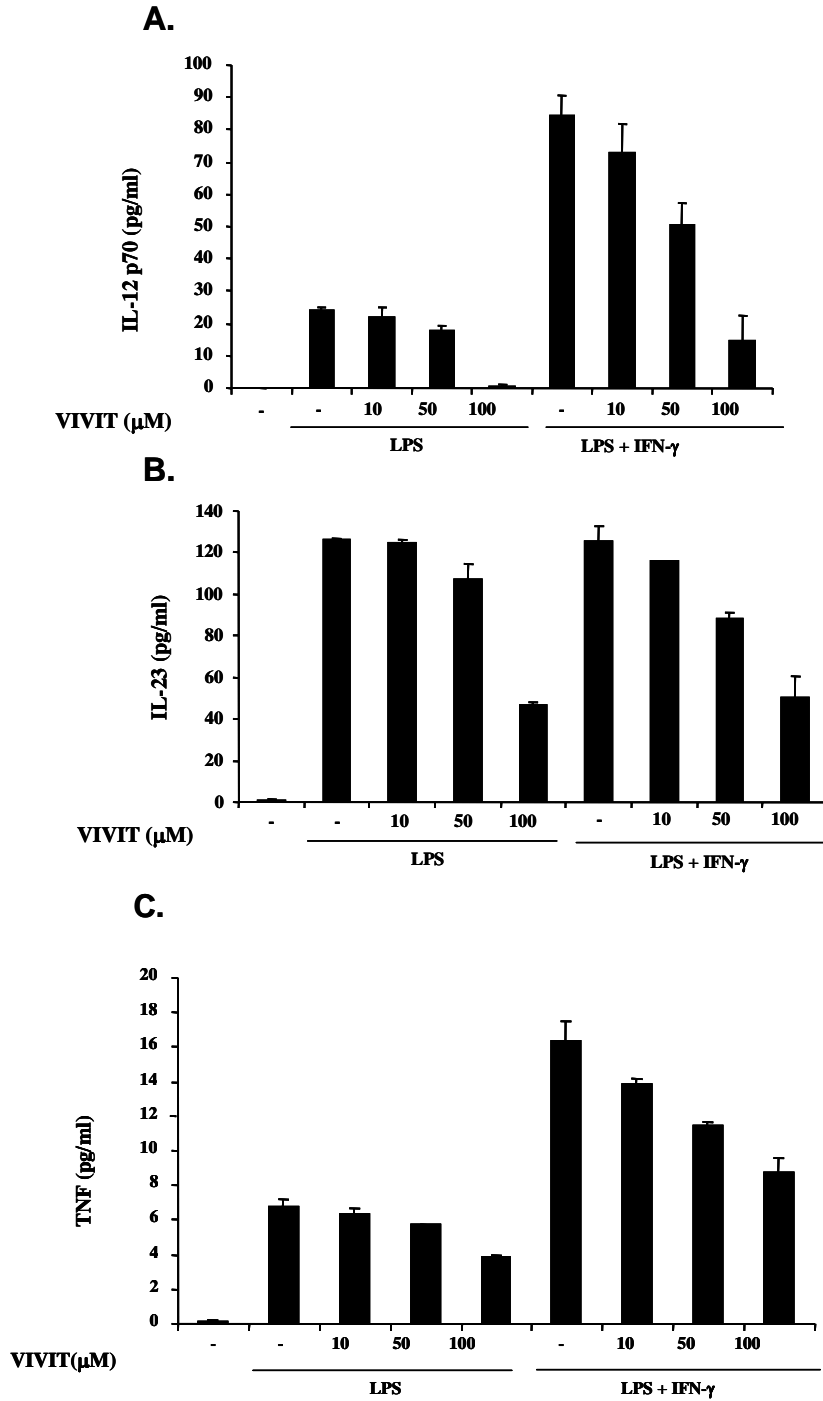 A.
IL-12 p70 (pg/ml)
100
90
80
70
60
50
40
30
20
10
0
VIVIT (μM) - - 10 50 100 - 10 50 100
LPS LPS + IFN-γ
B.
IL-23 (pg/ml)
140
120
100
80
60
40
20
0
VIVIT (μM) - - 10 50 100 - 10 50 100
LPS LPS + IFN-γ
C.
TNF (pg/ml)
20
18
16
14
12
10
8
6
4
2
0
VIVIT(μM) - - 10 50 100 - 10 50 100
LPS LPS + IFN-γ